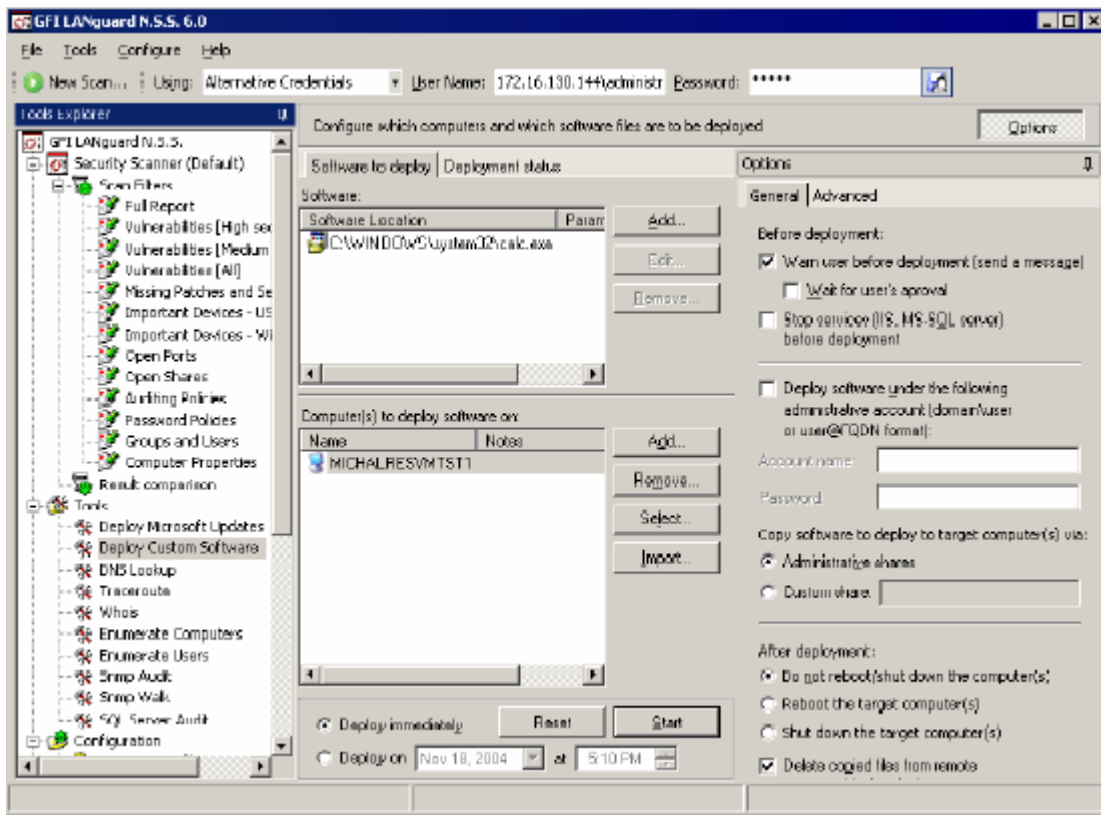 GFI LANguard N.S.S. 6.0
File Tools Configure Help
New Scan... Using: Alternative Credentials User Name: 172.16.130.144\administr Password: *****
Tools Explorer
GFI LANguard N.S.S.
Security Scanner (Default)
Scan Filters
Full Report
Vulnerabilities [High sec
Vulnerabilities [Medium
Vulnerabilities [All]
Missing Patches and Se
Important Devices - US
Important Devices - Wi
Open Ports
Open Shares
Auditing Policies
Password Policies
Groups and Users
Computer Properties
Result comparison
Tools
Deploy Microsoft Updates
Deploy Custom Software
DNS Lookup
Traceroute
Whois
Enumerate Computers
Enumerate Users
Snmp Audit
Snmp Walk
SQL Server Audit
Configuration
Configure which computers and which software files are to be deployed
Options
Software to deploy Deployment status
Software:
Software Location Param
C:\WINDOWS\system32\calc.exe
Add...
Edit...
Remove...
Computer(s) to deploy software on:
Name Notes
MICHALRESVMTST1
Add...
Remove...
Select...
Import...
Deploy immediately Reset Start
Deploy on Nov 18, 2004 at 5:10 PM
Options
General Advanced
Before deployment:
Warn user before deployment (send a message)
Wait for user's aproval
Stop services (IIS, MS-SQL server)
before deployment
Deploy software under the following
administrative account (domain\user
or user@FQDN format):
Account name:
Password:
Copy software to deploy to target computer(s) via:
Administrative shares
Custom share:
After deployment:
Do not reboot/shut down the computer(s)
Reboot the target computer(s)
Shut down the target computer(s)
Delete copied files from remote